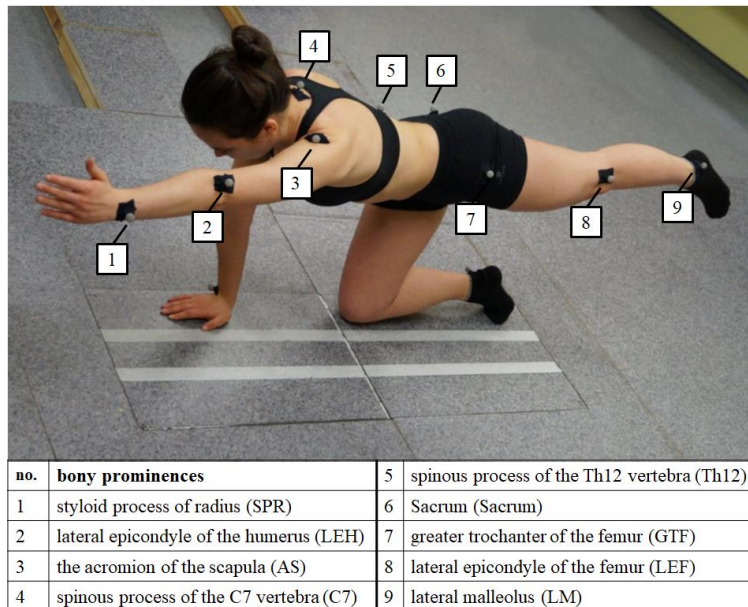 4
5
6
3
2
7
8
9
1
no. bony prominences
1 styloid process of radius (SPR)
2 lateral epicondyle of the humerus (LEH)
3 the acromion of the scapula (AS)
4 spinous process of the C7 vertebra (C7)
5 spinous process of the Th12 vertebra (Th12)
6 Sacrum (Sacrum)
7 greater trochanter of the femur (GTF)
8 lateral epicondyle of the femur (LEF)
9 lateral malleolus (LM)